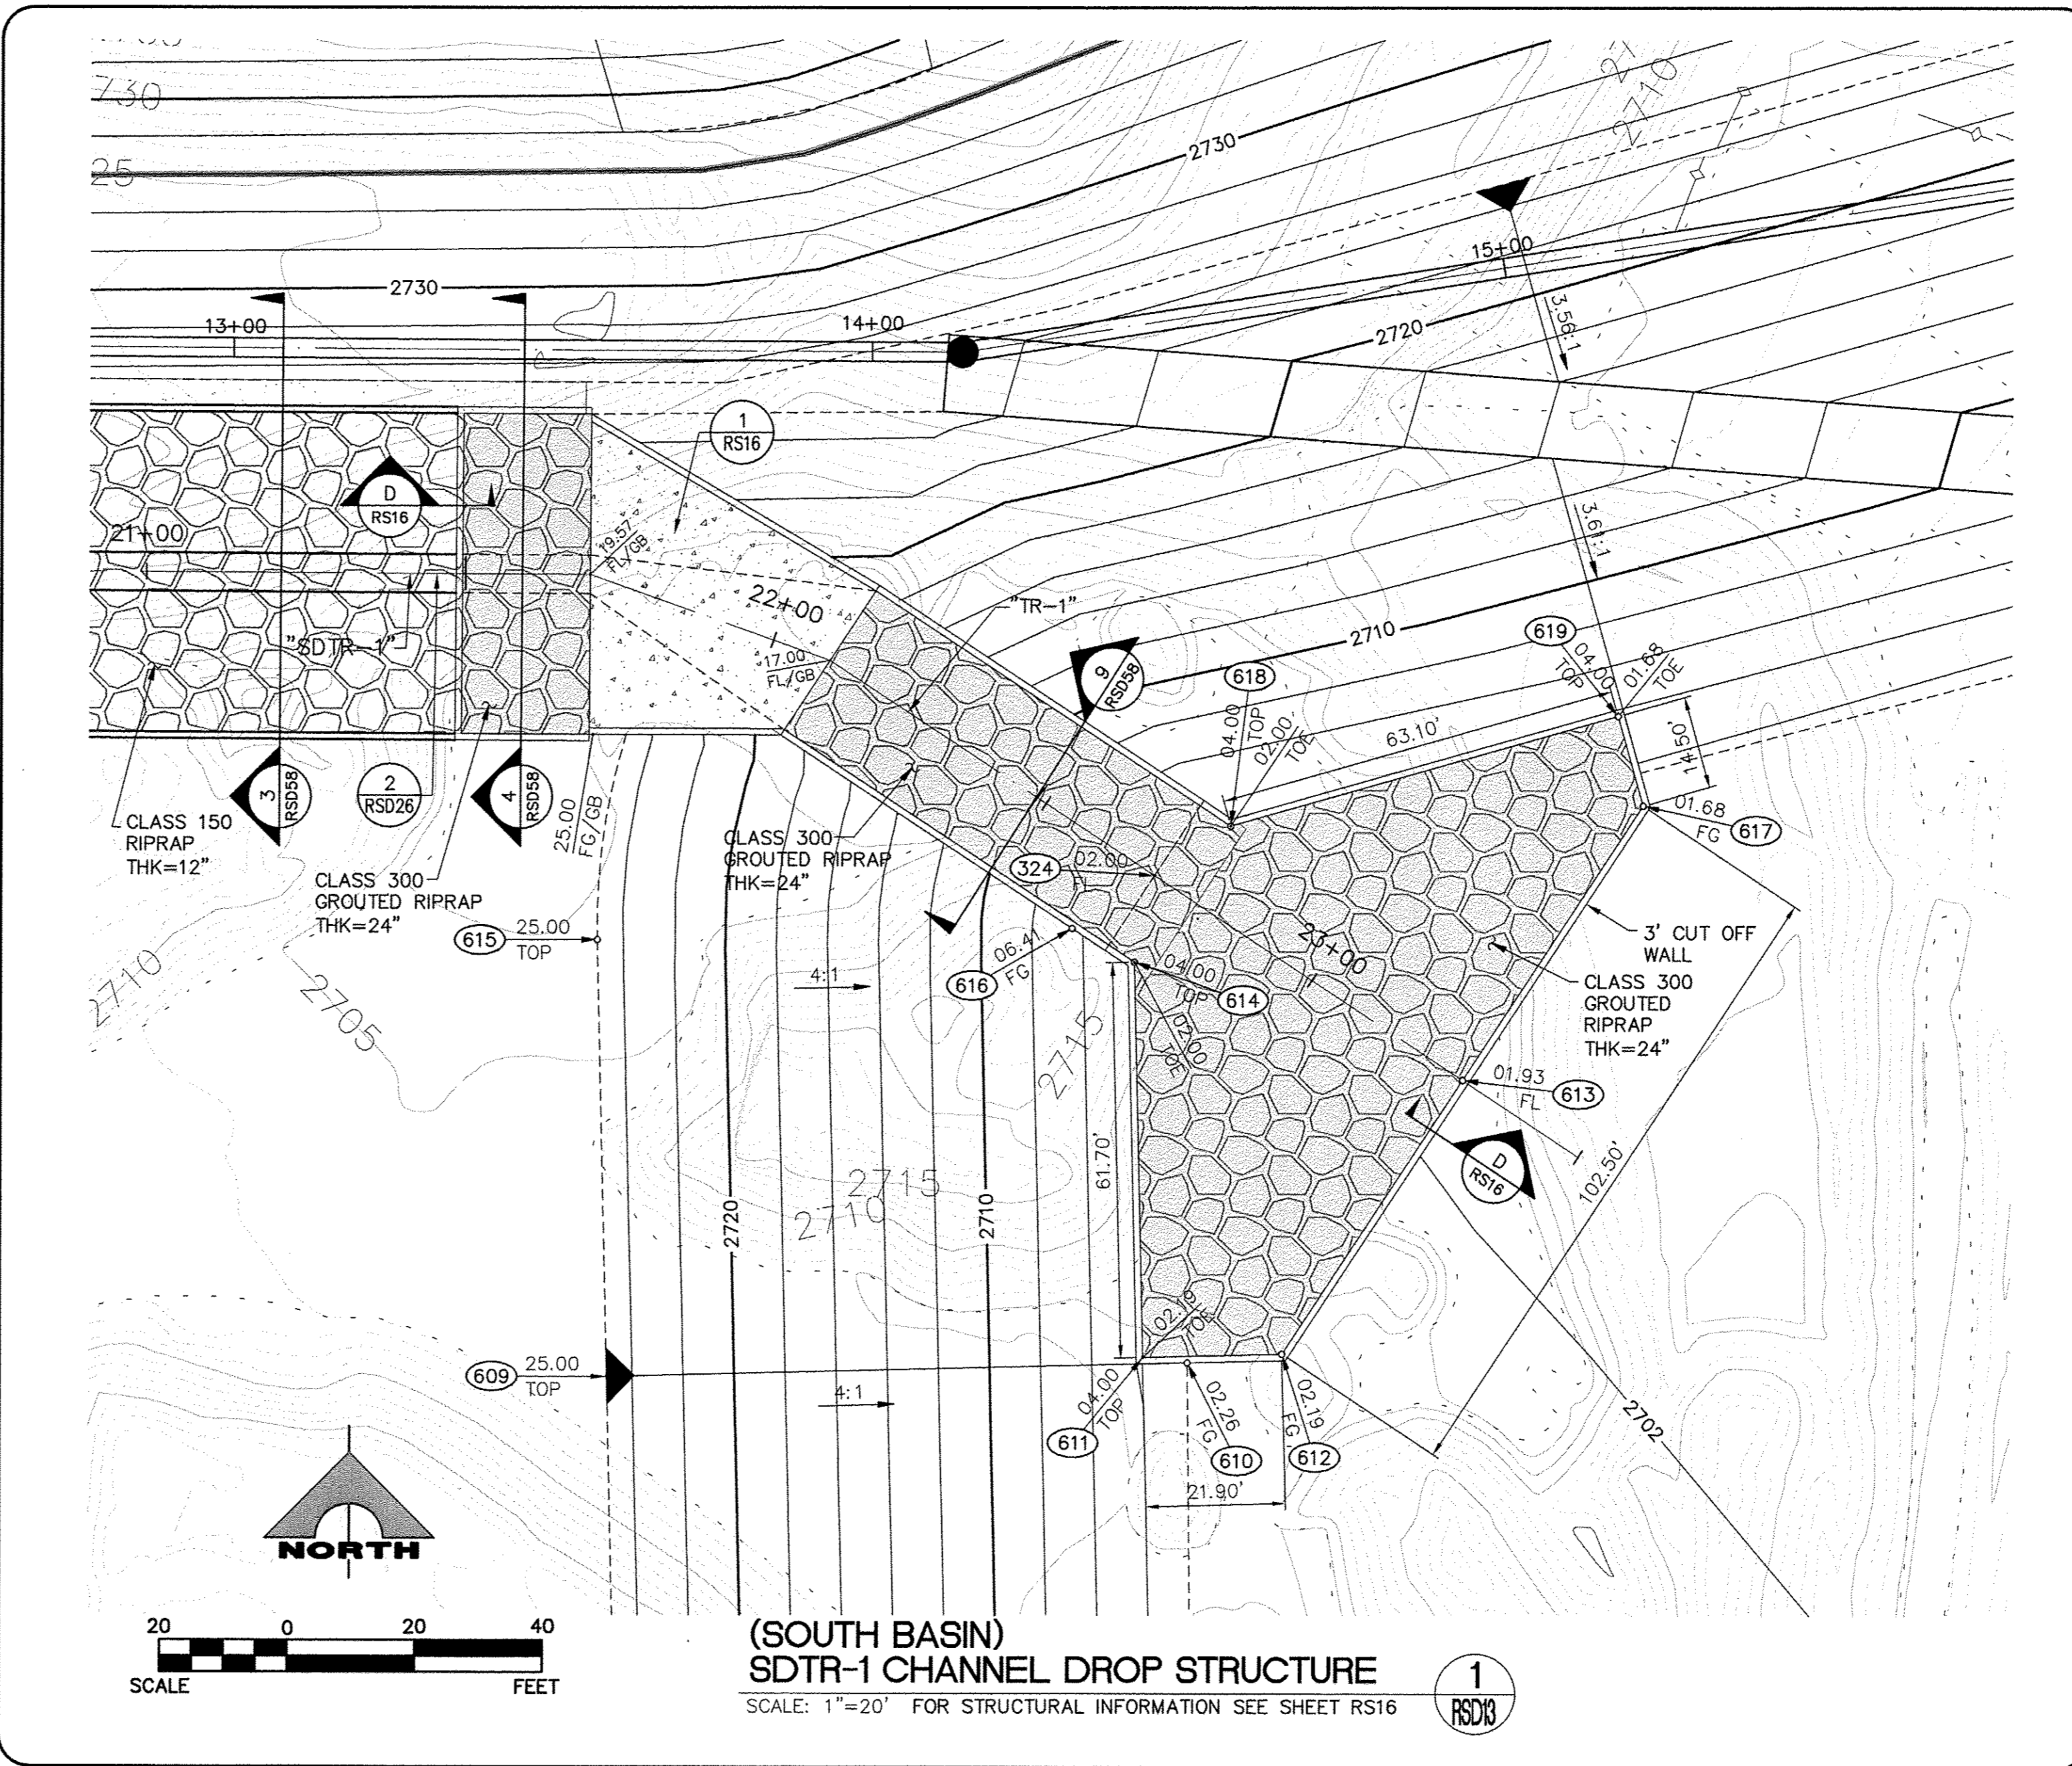 730
25
27
2710
2730
2730
13+00
14+00
15+00
3.56:1
2720
1
RS16
D
RS16
21+00
19.57
FL/GB
3.61:1
22+00
"TR-1"
"SDTR-1"
17.00
FL/GB
9
RSD58
2710
619
04.00
TOP
01.68
TOE
618
04.00
TOP
02.00
TOE
63.10'
14.50'
01.68
FG
617
3
RSD58
2
RSD26
4
RSD58
25.00
FG/GB
CLASS 150
RIPRAP
THK=12"
CLASS 300
GROUTED RIPRAP
THK=24"
CLASS 300
GROUTED RIPRAP
THK=24"
324
02.00
FL
615
25.00
TOP
616
06.41
FG
4:1
04.00
TOP
614
02.00
TOE
23+00
3' CUT OFF
WALL
CLASS 300
GROUTED
RIPRAP
THK=24"
2710
2705
2715
01.93
FL
613
D
RS16
102.50'
61.70'
2715
2710
2720
2710
02.19
TOE
609
25.00
TOP
4:1
04.00
TOP
611
02.26
FG
610
02.19
FG
612
21.90'
2702
NORTH
20 0 20 40
SCALE FEET
(SOUTH BASIN)
SDTR-1 CHANNEL DROP STRUCTURE
SCALE: 1"=20' FOR STRUCTURAL INFORMATION SEE SHEET RS16
1
RSD13